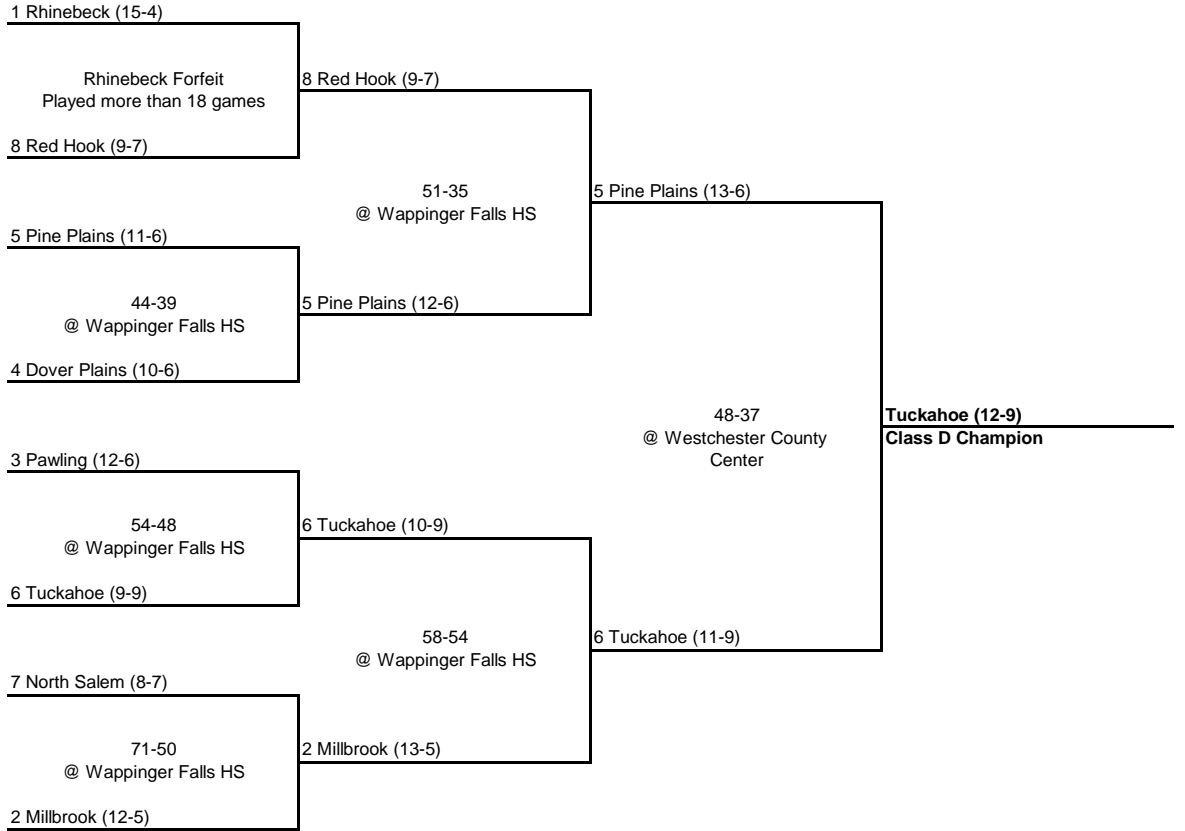 1 Rhinebeck (15-4)
Rhinebeck Forfeit
Played more than 18 games
8 Red Hook (9-7)
8 Red Hook (9-7)
51-35
@ Wappinger Falls HS
5 Pine Plains (13-6)
5 Pine Plains (11-6)
44-39
@ Wappinger Falls HS
5 Pine Plains (12-6)
4 Dover Plains (10-6)
48-37
@ Westchester County
Center
Tuckahoe (12-9)
Class D Champion
3 Pawling (12-6)
54-48
@ Wappinger Falls HS
6 Tuckahoe (10-9)
6 Tuckahoe (9-9)
58-54
@ Wappinger Falls HS
6 Tuckahoe (11-9)
7 North Salem (8-7)
71-50
@ Wappinger Falls HS
2 Millbrook (13-5)
2 Millbrook (12-5)